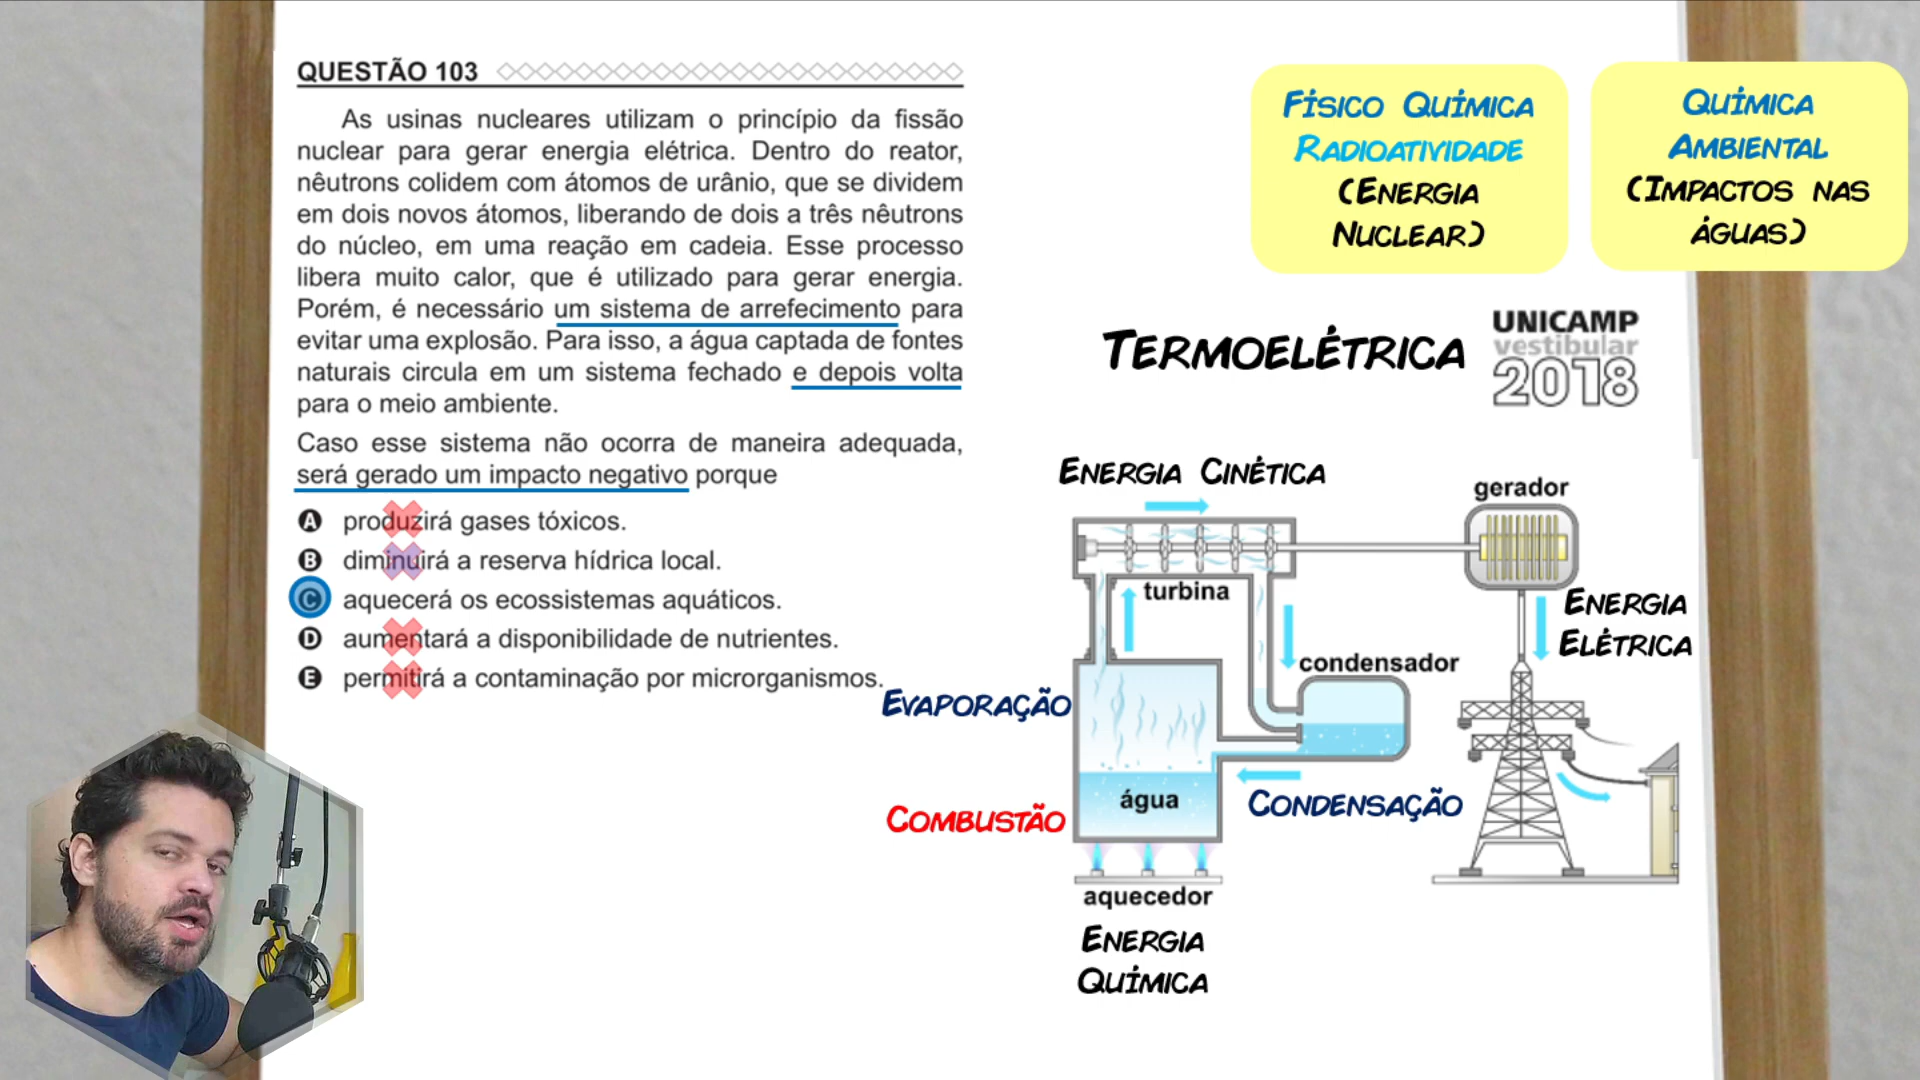 QUESTÃO 103
As usinas nucleares utilizam o princípio da fissão
nuclear para gerar energia elétrica. Dentro do reator,
nêutrons colidem com átomos de urânio, que se dividem
em dois novos átomos, liberando de dois a três nêutrons
do núcleo, em uma reação em cadeia. Esse processo
libera muito calor, que é utilizado para gerar energia.
Porém, é necessário um sistema de arrefecimento para
evitar uma explosão. Para isso, a água captada de fontes
naturais circula em um sistema fechado e depois volta
para o meio ambiente.
Caso esse sistema não ocorra de maneira adequada,
será gerado um impacto negativo porque
A produzirá gases tóxicos.
B diminuirá a reserva hídrica local.
C aquecerá os ecossistemas aquáticos.
D aumentará a disponibilidade de nutrientes.
E permitirá a contaminação por microrganismos.
FÍSICO QUÍMICA
RADIOATIVIDADE
(ENERGIA
NUCLEAR)
QUÍMICA
AMBIENTAL
(IMPACTOS NAS
ÁGUAS)
TERMOELÉTRICA
UNICAMP
vestibular
2018
ENERGIA CINÉTICA
gerador
turbina
ENERGIA
ELÉTRICA
condensador
EVAPORAÇÃO
água
CONDENSAÇÃO
COMBUSTÃO
aquecedor
ENERGIA
QUÍMICA